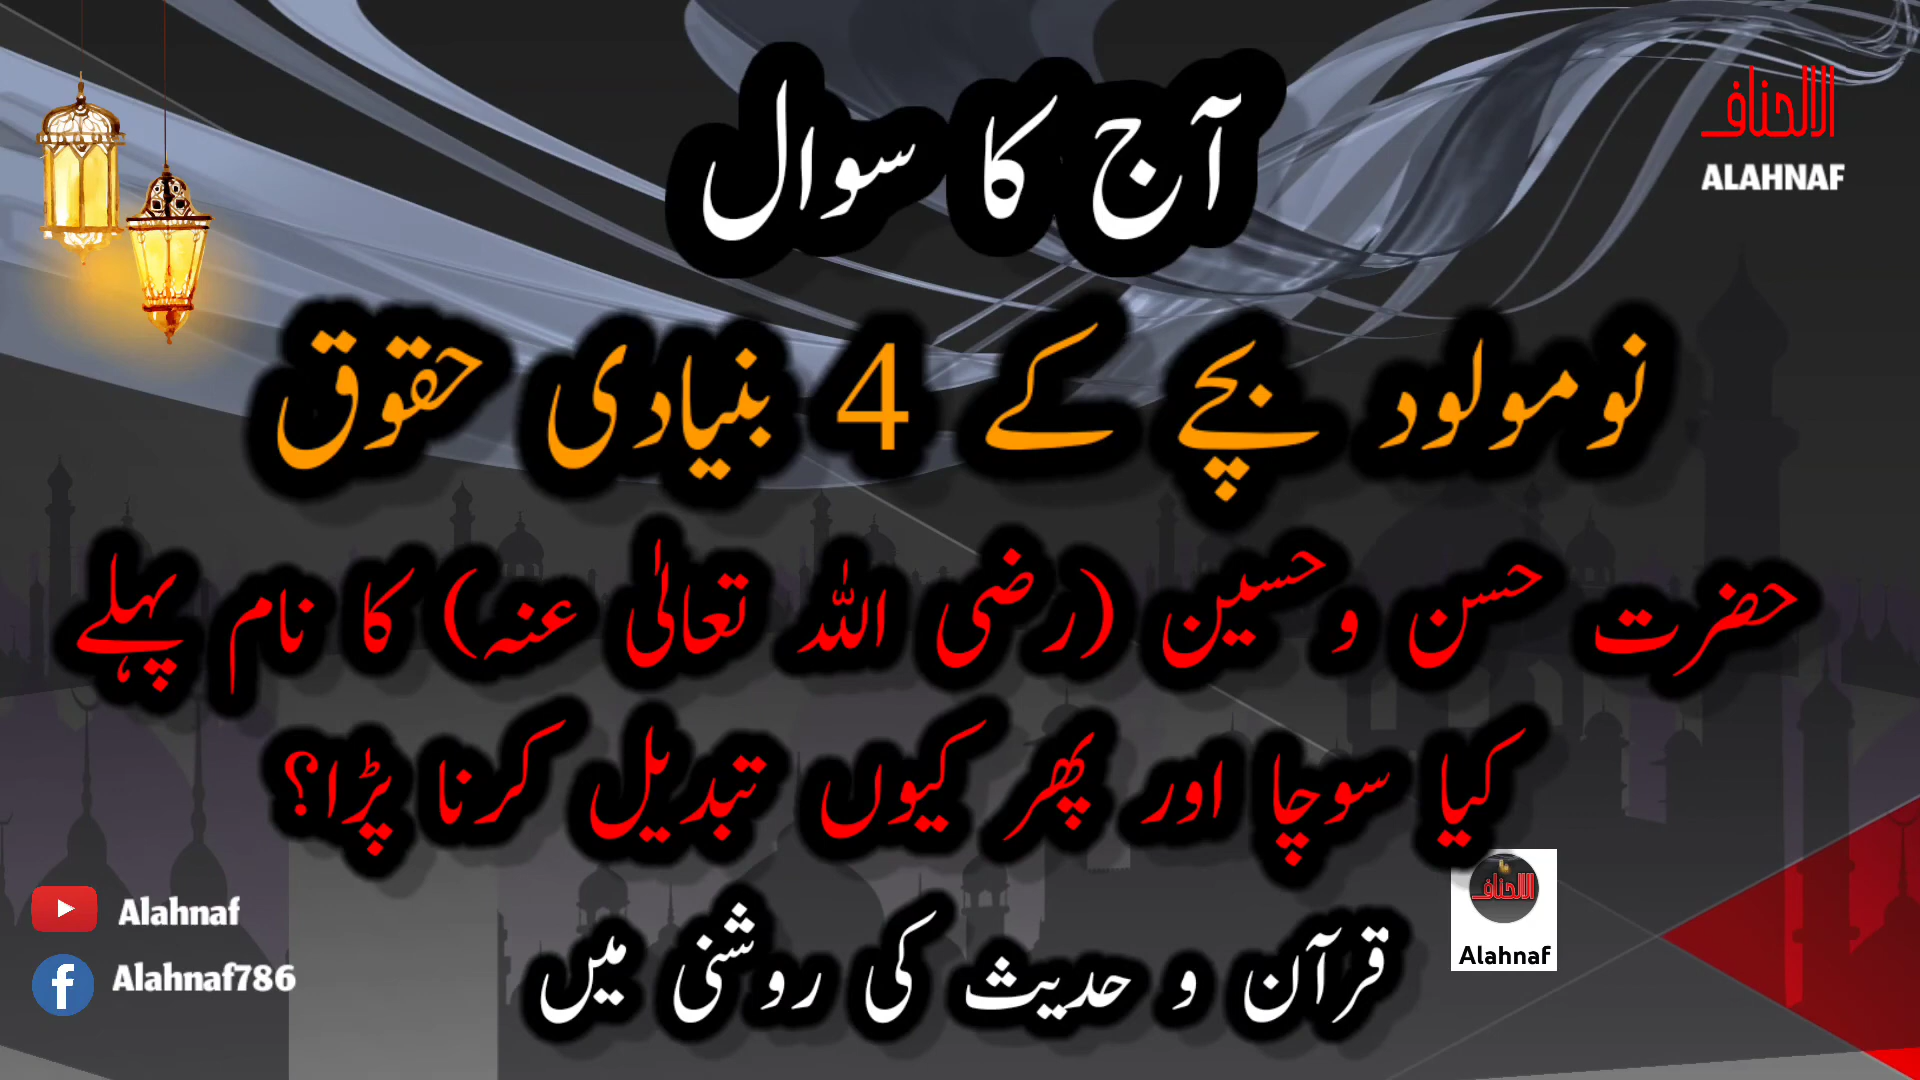 آج کا سوال
الاحناف
ALAHNAF
نومولود بچے کے 4 بنیادی حقوق
حضرت حسن و حسین (رضی اللہ تعالیٰ عنہ) کا نام پہلے
کیا سوچا اور پھر کیوں تبدیل کرنا پڑا؟
قرآن و حدیث کی روشنی میں
الاحناف
Alahnaf
Alahnaf
Alahnaf786